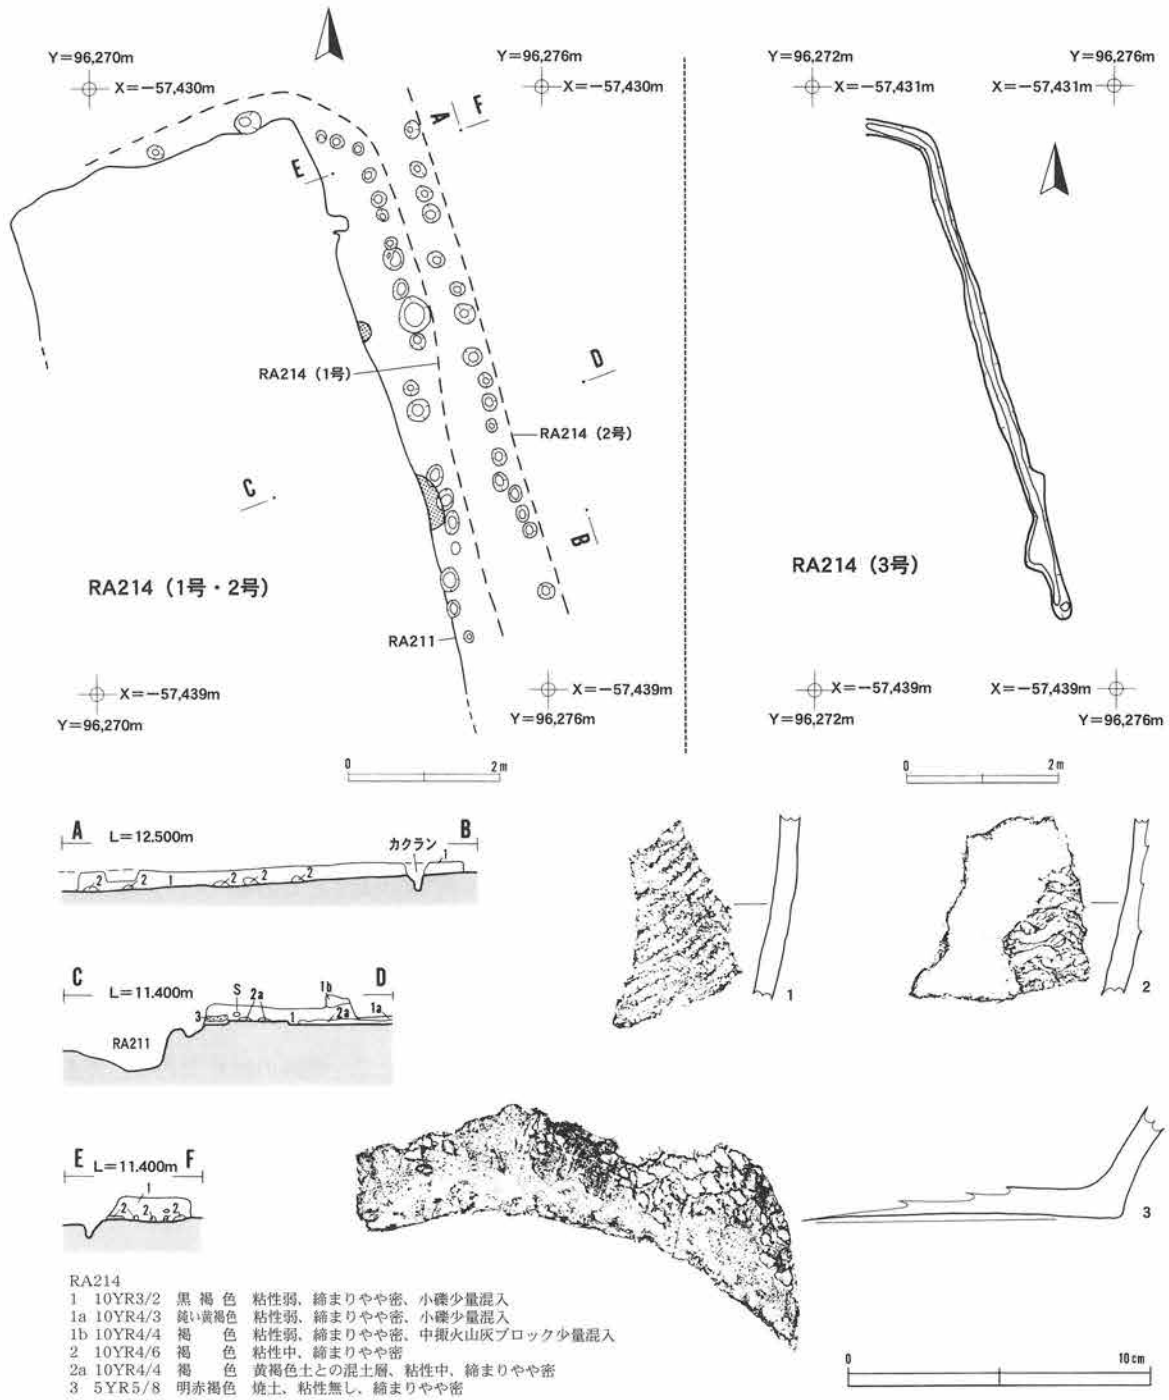 Y=96,270m
X=-57,430m
Y=96,276m
X=-57,430m
A
F
E
RA214 (1号)
D
RA214 (2号)
C
B
RA214 (1号・2号)
RA211
X=-57,439m
Y=96,270m
X=-57,439m
Y=96,276m
0 2m
Y=96,272m
X=-57,431m
Y=96,276m
X=-57,431m
RA214 (3号)
X=-57,439m
Y=96,272m
X=-57,439m
Y=96,276m
0 2m
A L=12.500m B
カクラン
1
2 2 1 2 2 2
C L=11.400m D
S 2a 1b 1a
3 1 2a
RA211
E L=11.400m F
1
2 2 2
1
2
3
RA214
1 10YR3/2 黒褐色 粘性弱、締まりやや密、小礫少量混入
1a 10YR4/3 鈍い黄褐色 粘性弱、締まりやや密、小礫少量混入
1b 10YR4/4 褐色 粘性弱、締まりやや密、中掫火山灰ブロック少量混入
2 10YR4/6 褐色 粘性中、締まりやや密
2a 10YR4/4 褐色 黄褐色土との混土層、粘性中、締まりやや密
3 5YR5/8 明赤褐色 焼土、粘性無し、締まりやや密
0 10cm